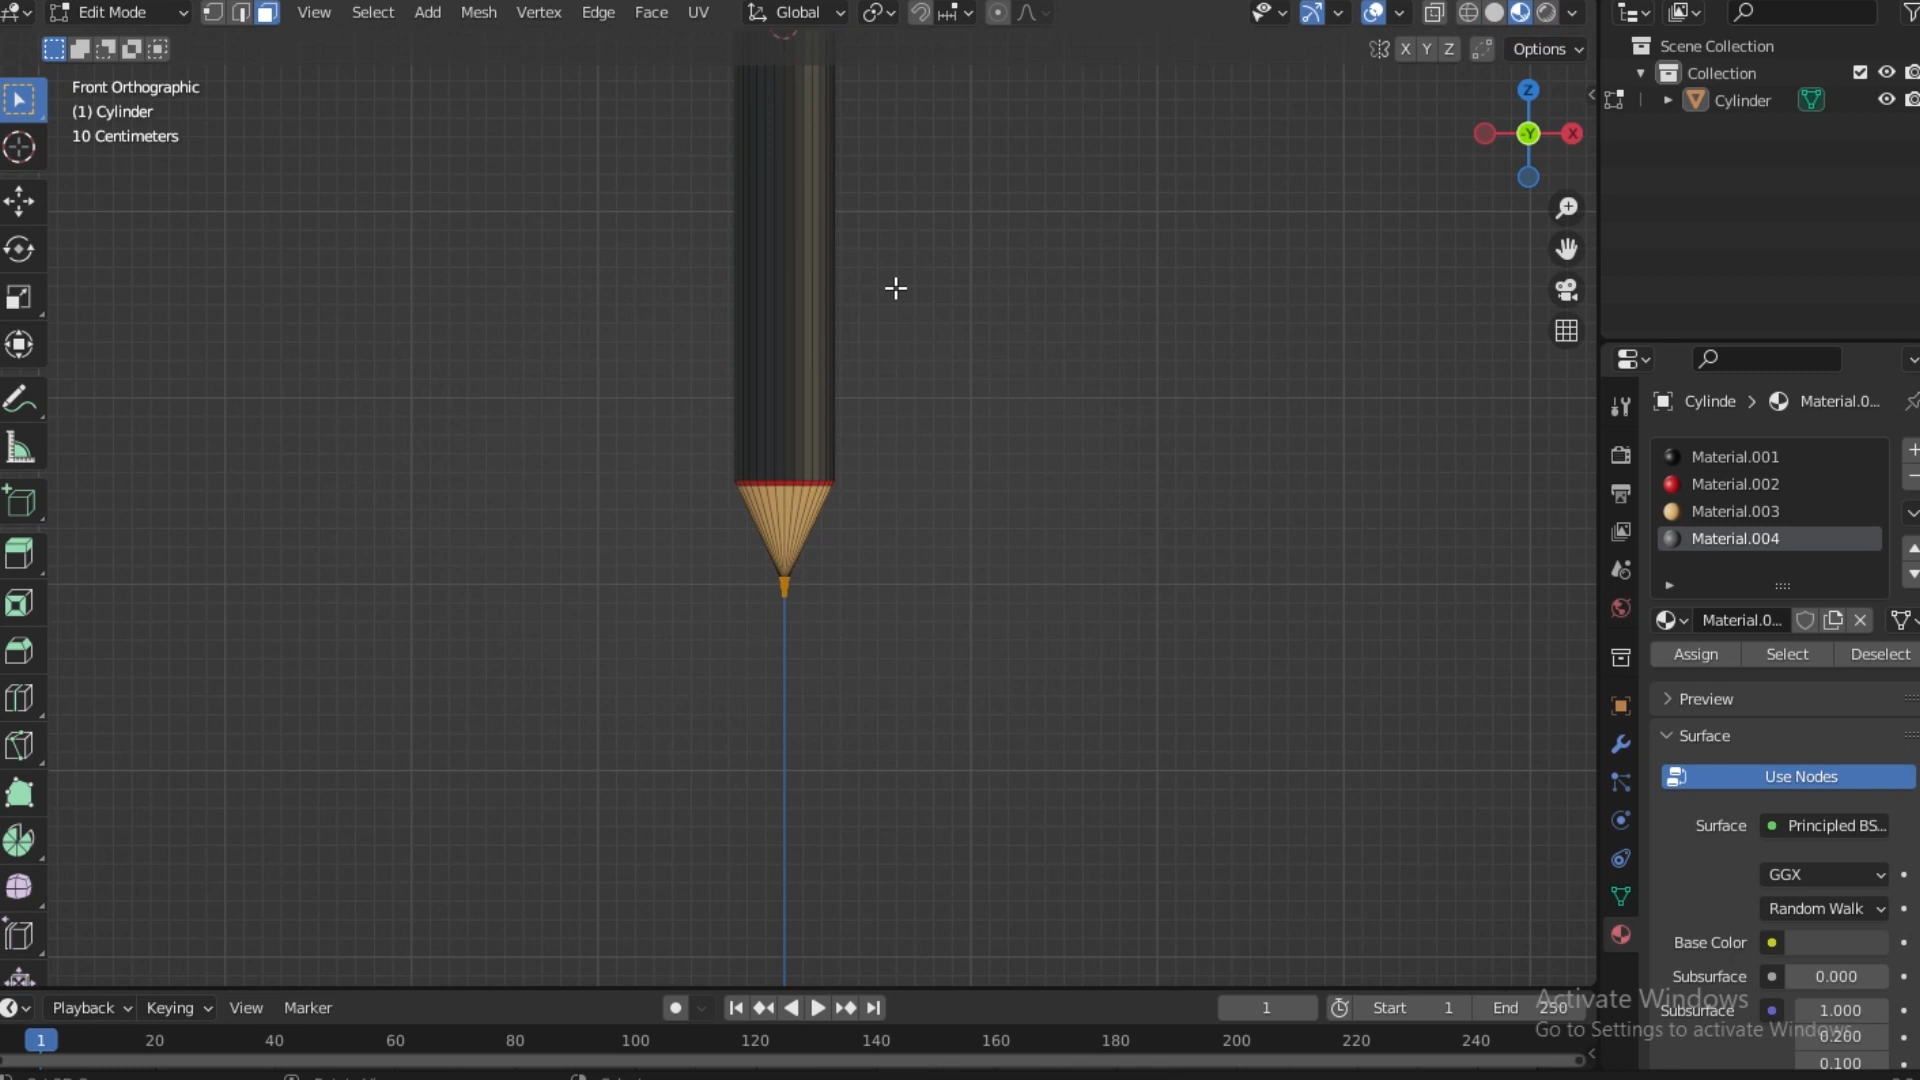 Edit Mode View Select Add Mesh Vertex Edge Face UV Global
X Y Z Options
Front Orthographic
(1) Cylinder
10 Centimeters
Z
-Y
X
Scene Collection
Collection
Cylinder
Cylinde > Material.0...
Material.001
Material.002
Material.003
Material.004
Material.0...
Assign Select Deselect
Preview
Surface
Use Nodes
Surface Principled BS...
GGX
Random Walk
Base Color
Subsurface 0.000
Subsurface 1.000
0.200
0.100
Activate Windows
Go to Settings to activate Windows.
Playback Keying View Marker 1 Start 1 End 250
1 20 40 60 80 100 120 140 160 180 200 220 240